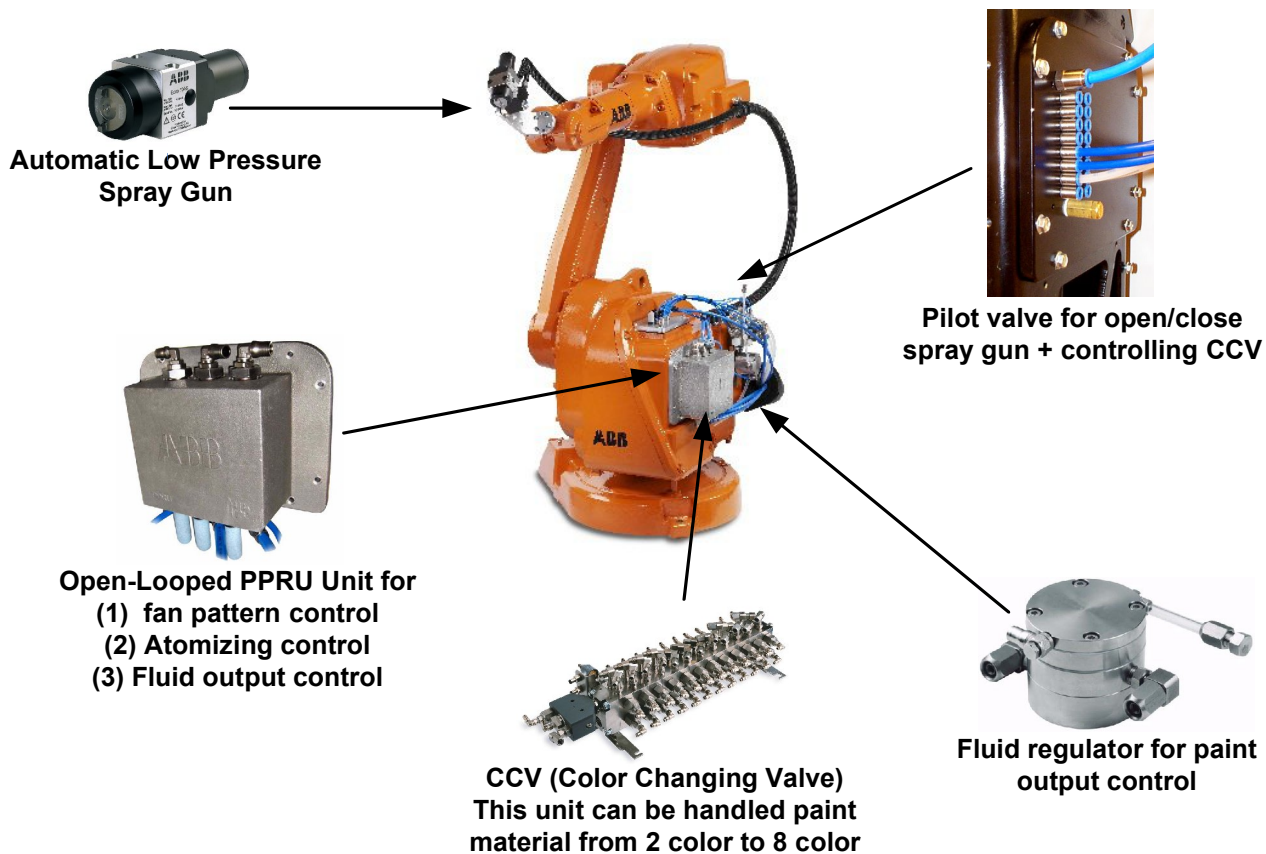 ABB
Automatic Low Pressure
Spray Gun
ABB
ABB
Pilot valve for open/close
spray gun + controlling CCV
ABB
Open-Looped PPRU Unit for
(1) fan pattern control
(2) Atomizing control
(3) Fluid output control
CCV (Color Changing Valve)
This unit can be handled paint
material from 2 color to 8 color
Fluid regulator for paint
output control